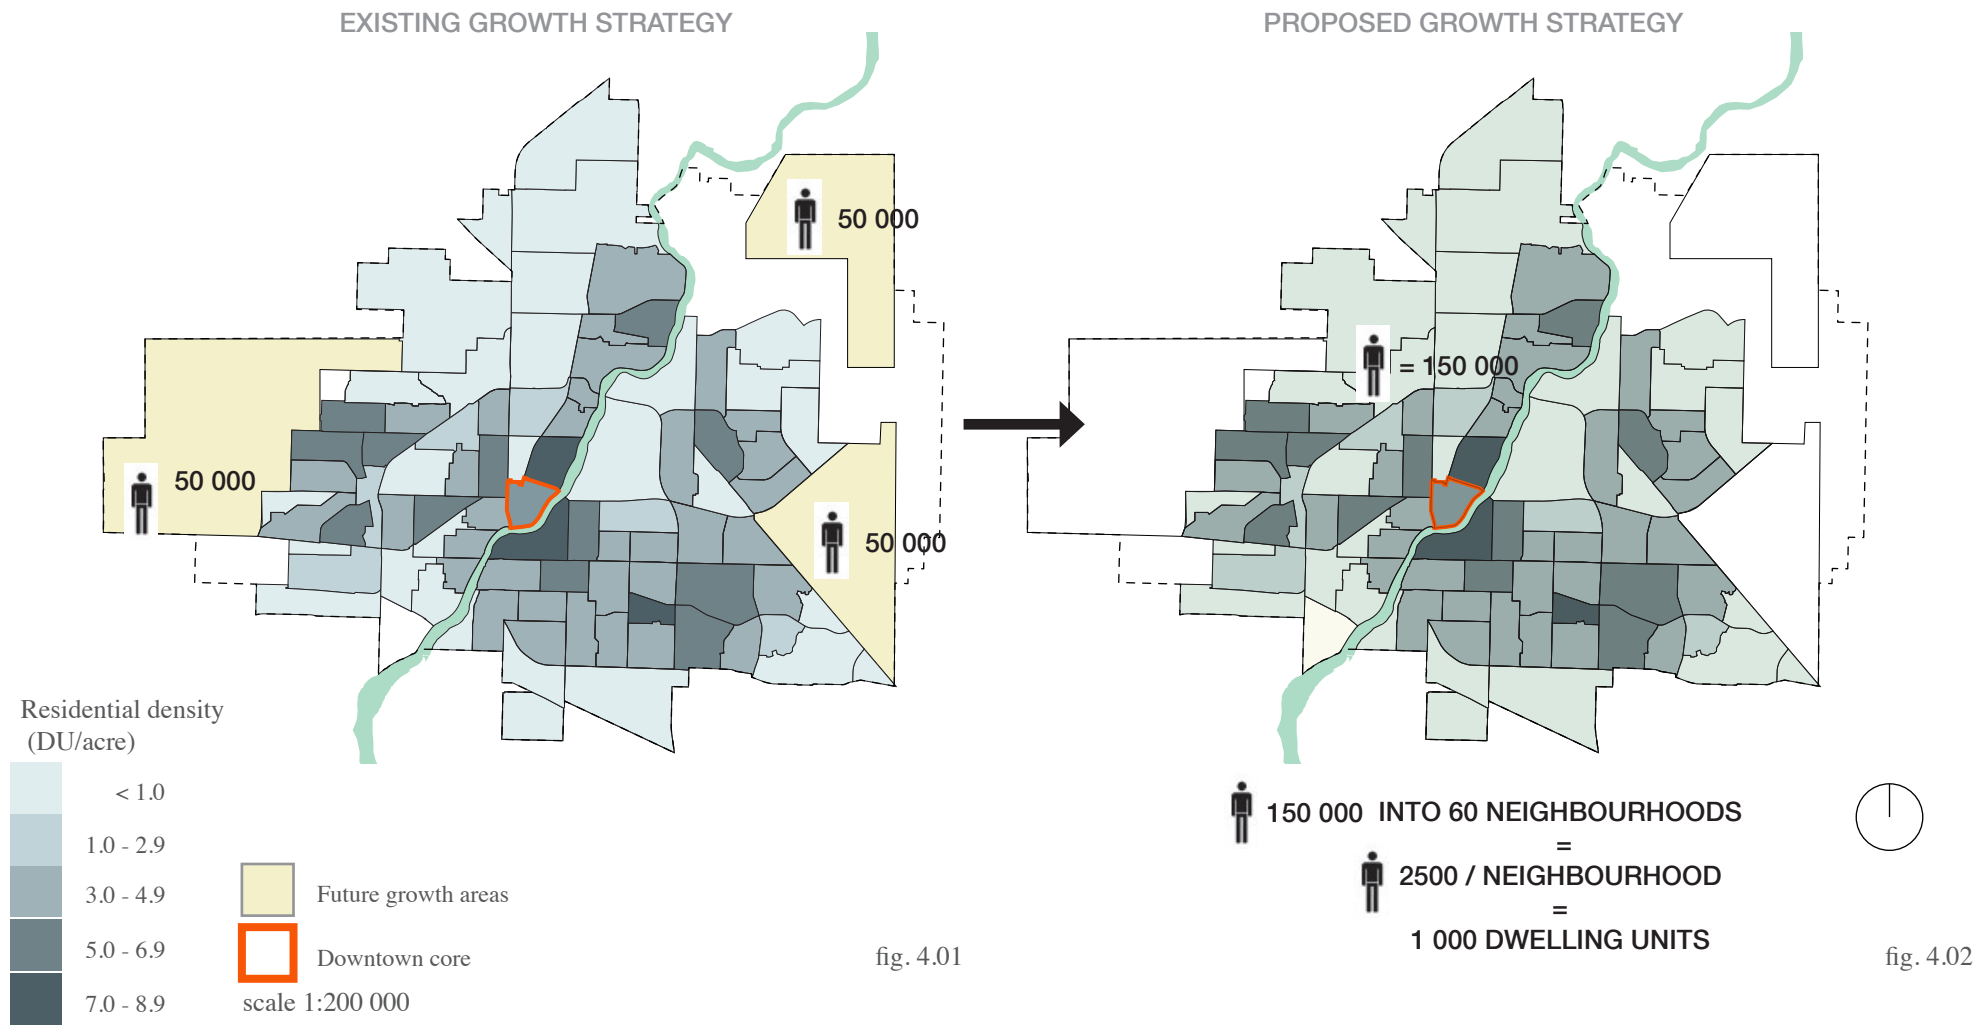 EXISTING GROWTH STRATEGY
PROPOSED GROWTH STRATEGY
50 000
50 000
50 000
= 150 000
Residential density
(DU/acre)
< 1.0
1.0 - 2.9
3.0 - 4.9
5.0 - 6.9
7.0 - 8.9
Future growth areas
Downtown core
scale 1:200 000
fig. 4.01
150 000 INTO 60 NEIGHBOURHOODS
=
2500 / NEIGHBOURHOOD
=
1 000 DWELLING UNITS
fig. 4.02